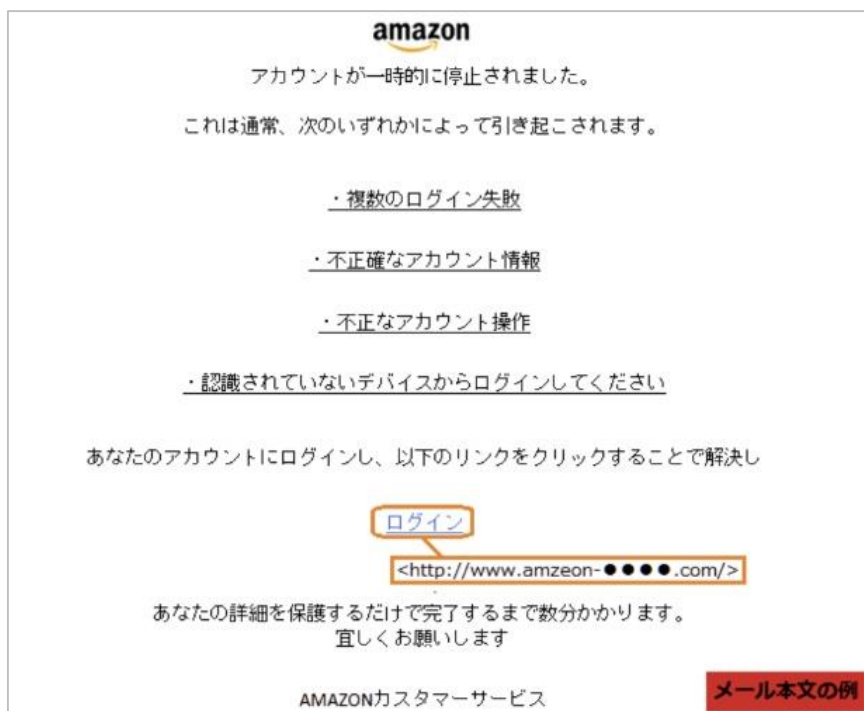 amazon
アカウントが一時的に停止されました。
これは通常、次のいずれかによって引き起こされます。
・複数のログイン失敗
・不正確なアカウント情報
・不正なアカウント操作
・認識されていないデバイスからログインしてください
あなたのアカウントにログインし、以下のリンクをクリックすることで解決し
ログイン
<http://www.amzeon-●●●●.com/>
あなたの詳細を保護するだけで完了するまで数分かかります。
宜しくお願いします
AMAZONカスタマーサービス
メール本文の例